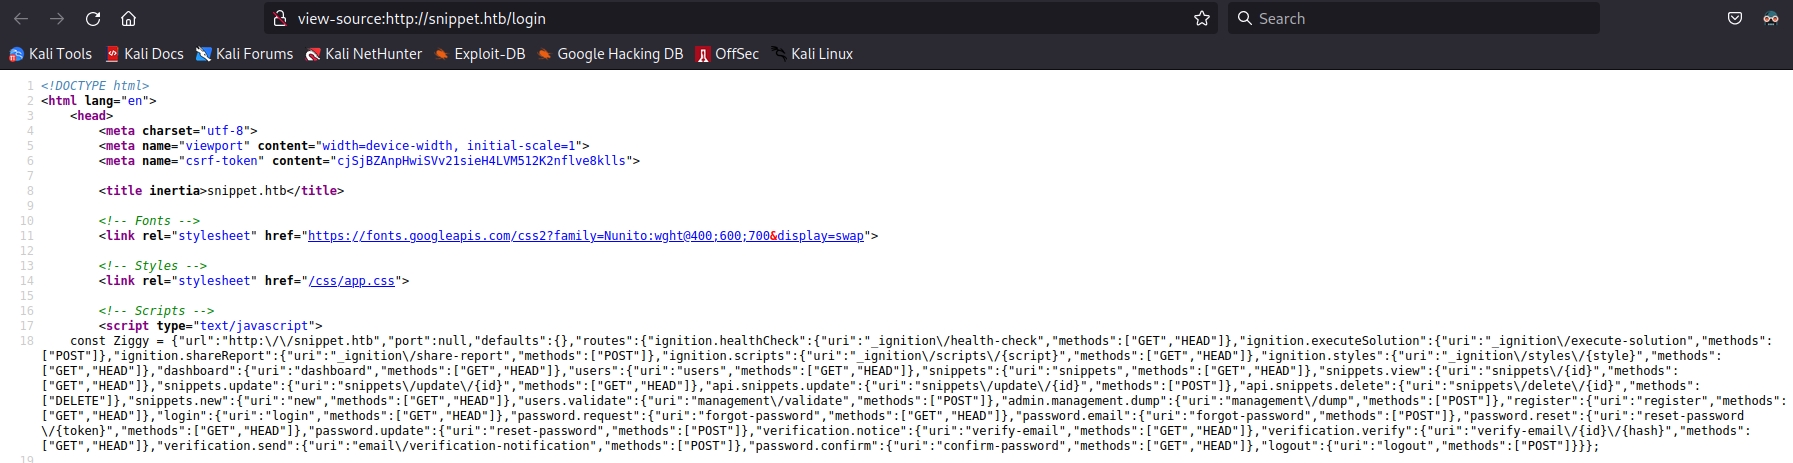 view-source:http://snippet.htb/login
Search
Kali Tools Kali Docs Kali Forums Kali NetHunter Exploit-DB Google Hacking DB OffSec Kali Linux
1 <!DOCTYPE html>
2 <html lang="en">
3 <head>
4 <meta charset="utf-8">
5 <meta name="viewport" content="width=device-width, initial-scale=1">
6 <meta name="csrf-token" content="cjSjBZAnpHwiSVv21sieH4LVM512K2nflve8klls">
7
8 <title inertia>snippet.htb</title>
9
10 <!-- Fonts -->
11 <link rel="stylesheet" href="https://fonts.googleapis.com/css2?family=Nunito:wght@400;600;700&display=swap">
12
13 <!-- Styles -->
14 <link rel="stylesheet" href="/css/app.css">
15
16 <!-- Scripts -->
17 <script type="text/javascript">
18 const Ziggy = {"url":"http:\/\/snippet.htb","port":null,"defaults":{},"routes":{"ignition.healthCheck":{"uri":"_ignition\/health-check","methods":["GET","HEAD"]},"ignition.executeSolution":{"uri":"_ignition\/execute-solution","methods":
["POST"]},"ignition.shareReport":{"uri":"_ignition\/share-report","methods":["POST"]},"ignition.scripts":{"uri":"_ignition\/scripts\/{script}","methods":["GET","HEAD"]},"ignition.styles":{"uri":"_ignition\/styles\/{style}","methods":
["GET","HEAD"]},"dashboard":{"uri":"dashboard","methods":["GET","HEAD"]},"users":{"uri":"users","methods":["GET","HEAD"]},"snippets":{"uri":"snippets","methods":["GET","HEAD"]},"snippets.view":{"uri":"snippets\/{id}","methods":
["GET","HEAD"]},"snippets.update":{"uri":"snippets\/update\/{id}","methods":["GET","HEAD"]},"api.snippets.update":{"uri":"snippets\/update\/{id}","methods":["POST"]},"api.snippets.delete":{"uri":"snippets\/delete\/{id}","methods":
["DELETE"]},"snippets.new":{"uri":"new","methods":["GET","HEAD"]},"users.validate":{"uri":"management\/validate","methods":["POST"]},"admin.management.dump":{"uri":"management\/dump","methods":["POST"]},"register":{"uri":"register","methods":
["GET","HEAD"]},"login":{"uri":"login","methods":["GET","HEAD"]},"password.request":{"uri":"forgot-password","methods":["GET","HEAD"]},"password.email":{"uri":"forgot-password","methods":["POST"]},"password.reset":{"uri":"reset-password
\/{token}","methods":["GET","HEAD"]},"password.update":{"uri":"reset-password","methods":["POST"]},"verification.notice":{"uri":"verify-email","methods":["GET","HEAD"]},"verification.verify":{"uri":"verify-email\/{id}\/{hash}","methods":
["GET","HEAD"]},"verification.send":{"uri":"email\/verification-notification","methods":["POST"]},"password.confirm":{"uri":"confirm-password","methods":["GET","HEAD"]},"logout":{"uri":"logout","methods":["POST"]}}};
19